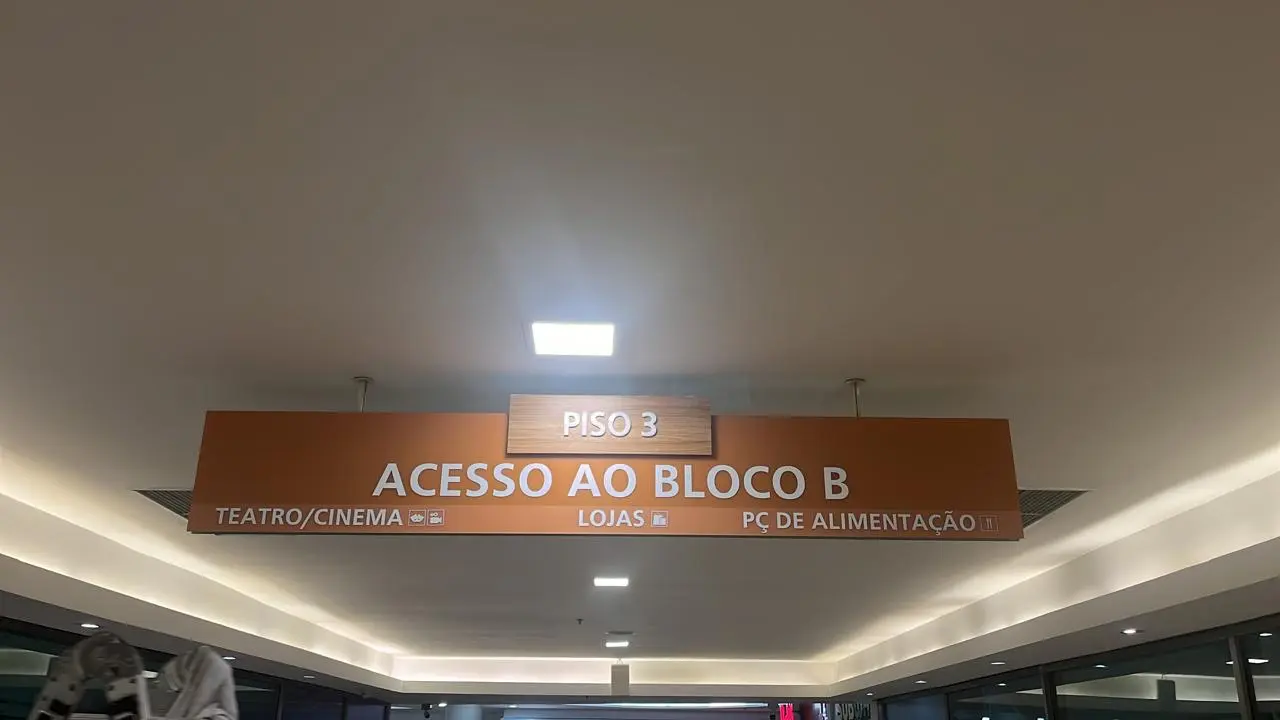 PISO 3
ACESSO AO BLOCO B
TEATRO/CINEMA LOJAS PÇ DE ALIMENTAÇÃO